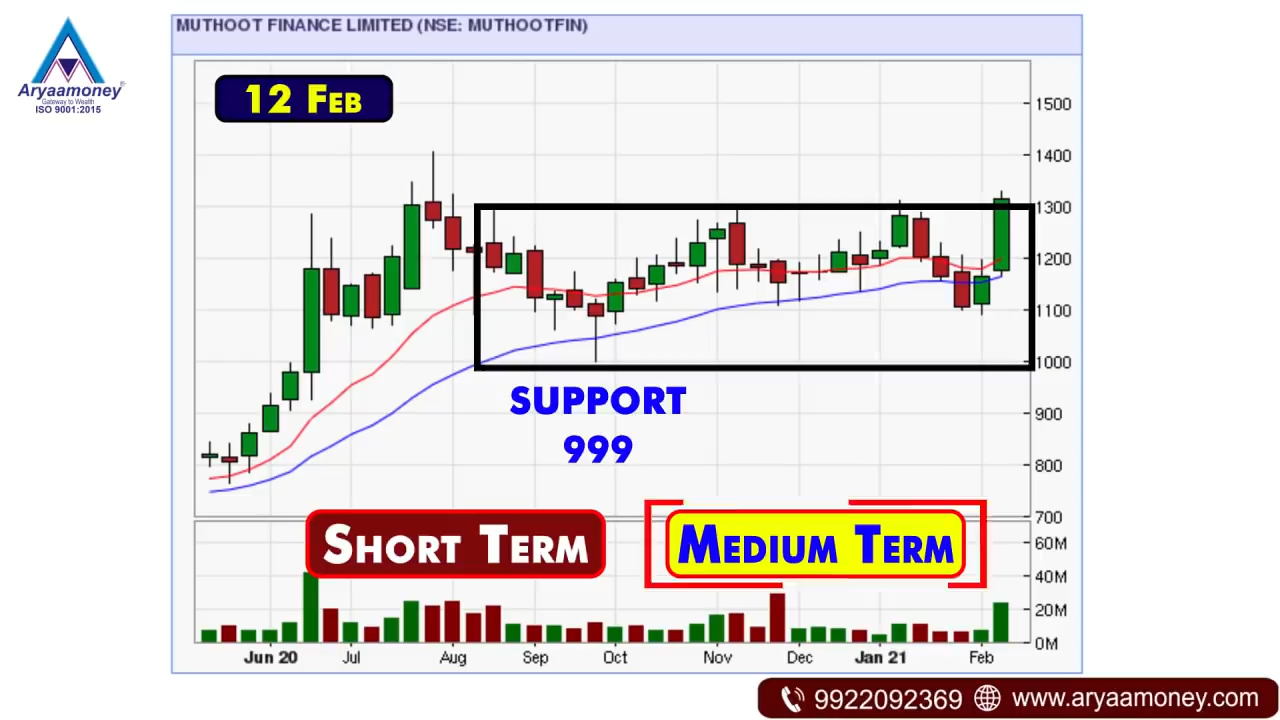 MUTHOOT FINANCE LIMITED (NSE: MUTHOOTFIN)
Aryaamoney®
Gateway to Wealth
ISO 9001:2015
12 FEB
1500
1400
1300
1200
1100
1000
900
800
700
SUPPORT
999
SHORT TERM
MEDIUM TERM
60M
40M
20M
0M
Jun 20 Jul Aug Sep Oct Nov Dec Jan 21 Feb
9922092369 www.aryaamoney.com